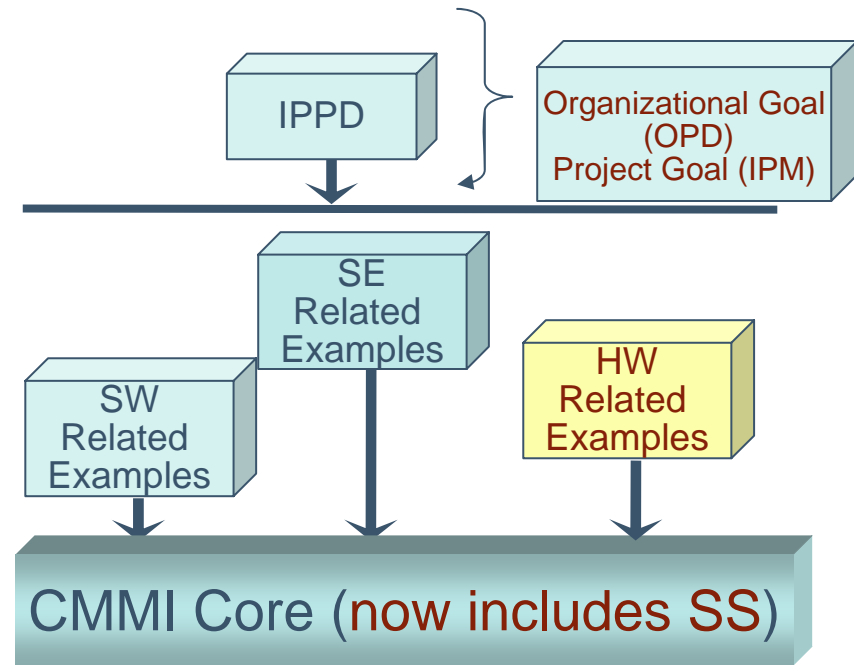 IPPD
Organizational Goal
(OPD)
Project Goal (IPM)
SE
Related
Examples
SW
Related
Examples
HW
Related
Examples
CMMI Core (now includes SS)